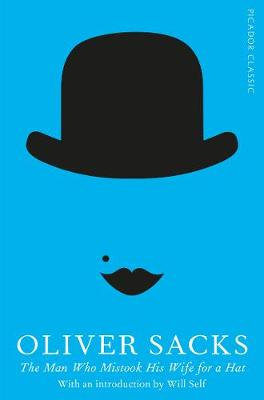 PICADOR CLASSIC
OLIVER SACKS
The Man Who Mistook His Wife for a Hat
With an introduction by Will Self